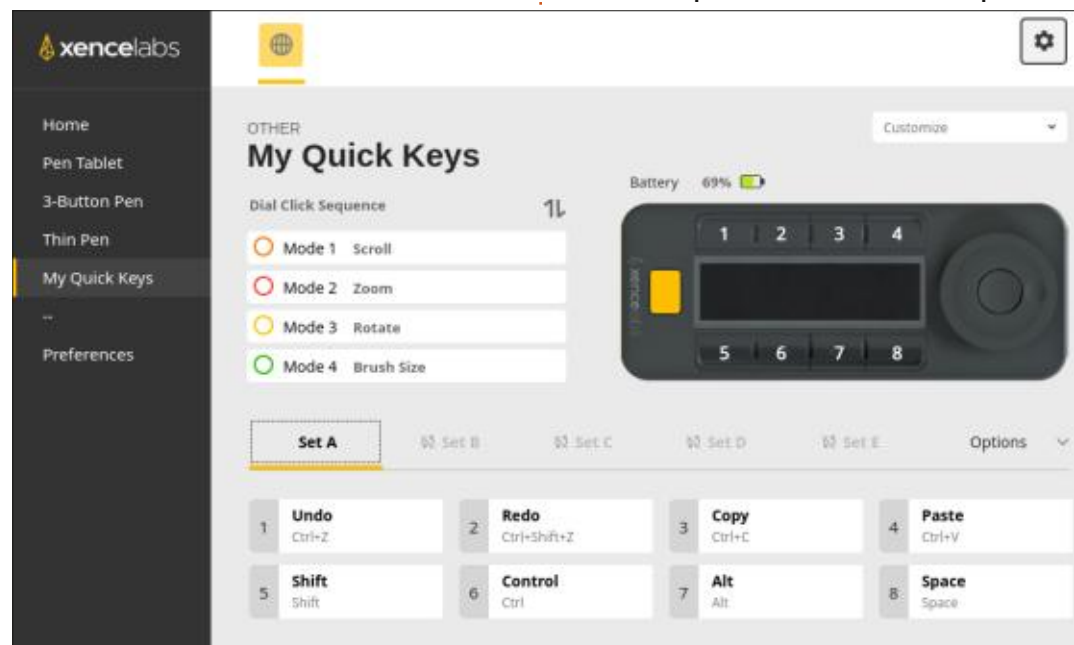 xencelabs
Home
Pen Tablet
3-Button Pen
Thin Pen
My Quick Keys
--
Preferences
OTHER
My Quick Keys
Customize
Battery 69%
Dial Click Sequence
Mode 1 Scroll
Mode 2 Zoom
Mode 3 Rotate
Mode 4 Brush Size
1 2 3 4
xencelabs
5 6 7 8
Set A Set B Set C Set D Set E Options
1 Undo Ctrl+Z
2 Redo Ctrl+Shift+Z
3 Copy Ctrl+C
4 Paste Ctrl+V
5 Shift Shift
6 Control Ctrl
7 Alt Alt
8 Space Space